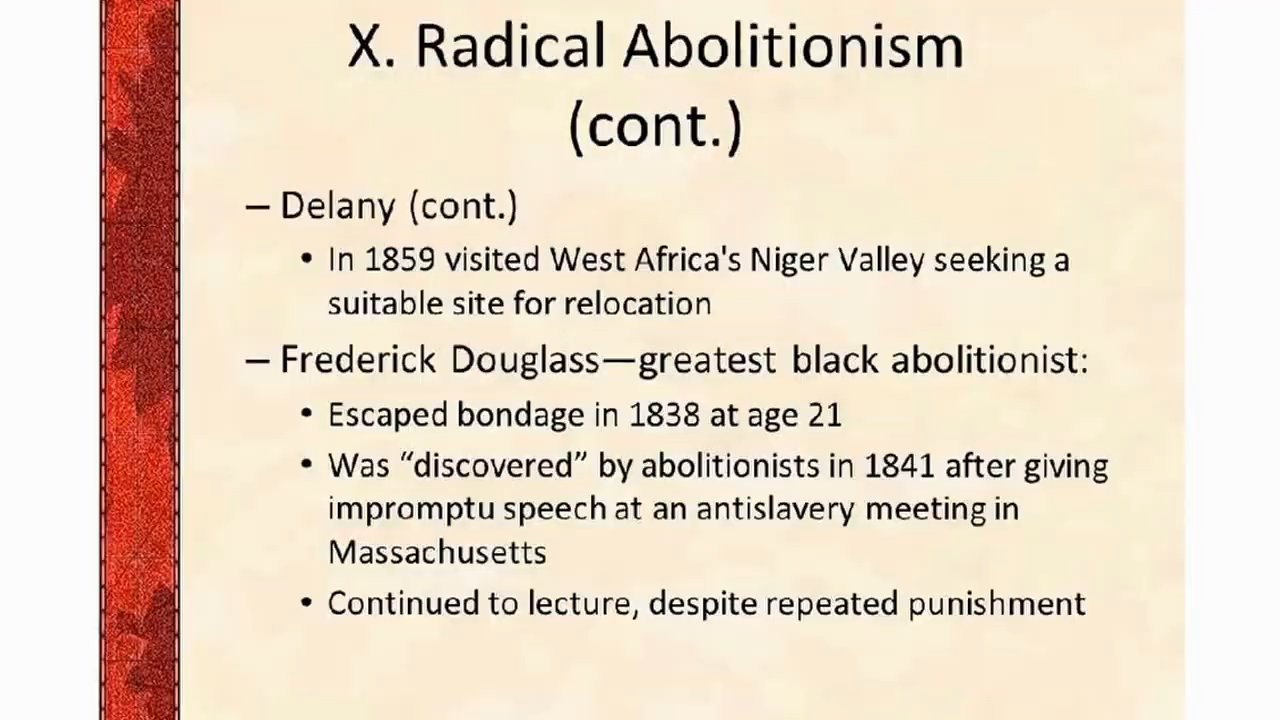 X. Radical Abolitionism
(cont.)
– Delany (cont.)
• In 1859 visited West Africa's Niger Valley seeking a
suitable site for relocation
– Frederick Douglass—greatest black abolitionist:
• Escaped bondage in 1838 at age 21
• Was “discovered” by abolitionists in 1841 after giving
impromptu speech at an antislavery meeting in
Massachusetts
• Continued to lecture, despite repeated punishment